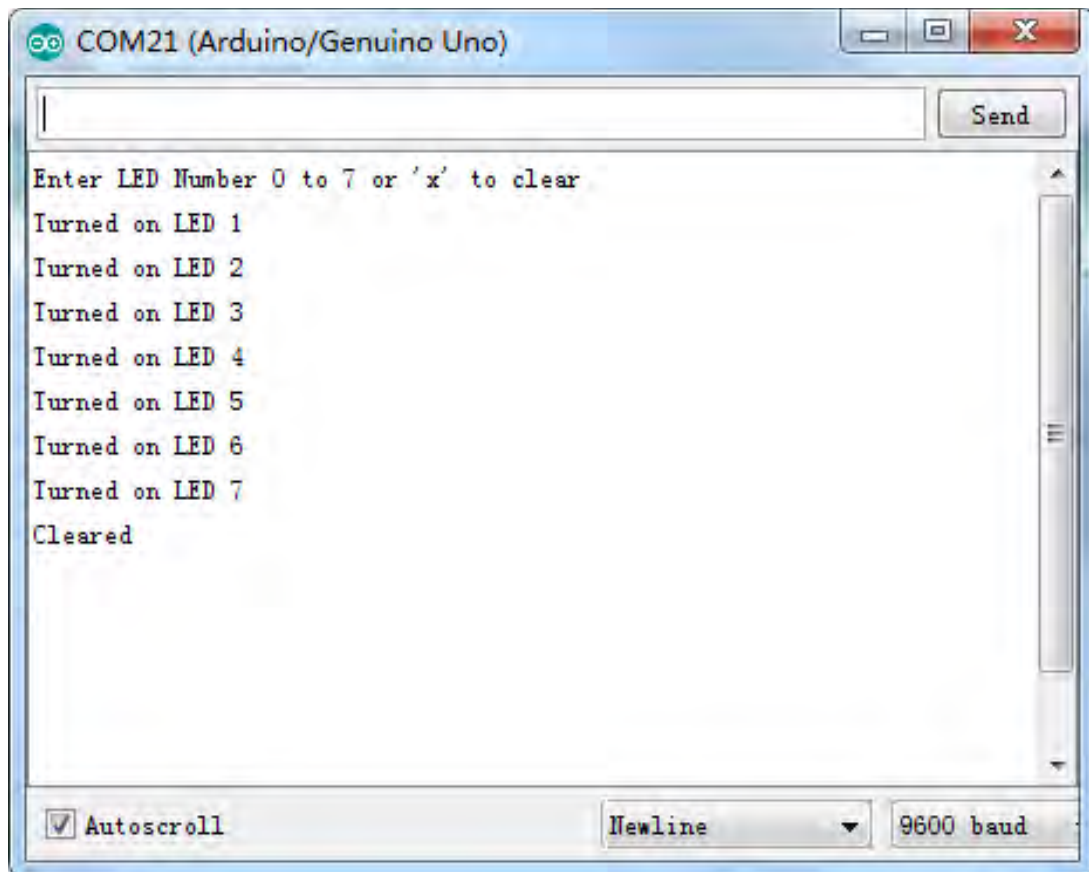 COM21 (Arduino/Genuino Uno)
Send
Enter LED Number 0 to 7 or 'x' to clear
Turned on LED 1
Turned on LED 2
Turned on LED 3
Turned on LED 4
Turned on LED 5
Turned on LED 6
Turned on LED 7
Cleared
Autoscroll Newline 9600 baud